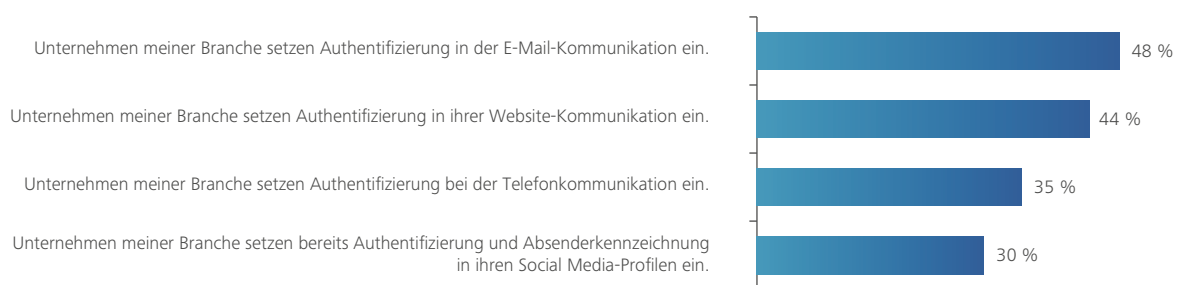 Unternehmen meiner Branche setzen Authentifizierung in der E-Mail-Kommunikation ein.
48 %
Unternehmen meiner Branche setzen Authentifizierung in ihrer Website-Kommunikation ein.
44 %
Unternehmen meiner Branche setzen Authentifizierung bei der Telefonkommunikation ein.
35 %
Unternehmen meiner Branche setzen bereits Authentifizierung und Absenderkennzeichnung
in ihren Social Media-Profilen ein.
30 %